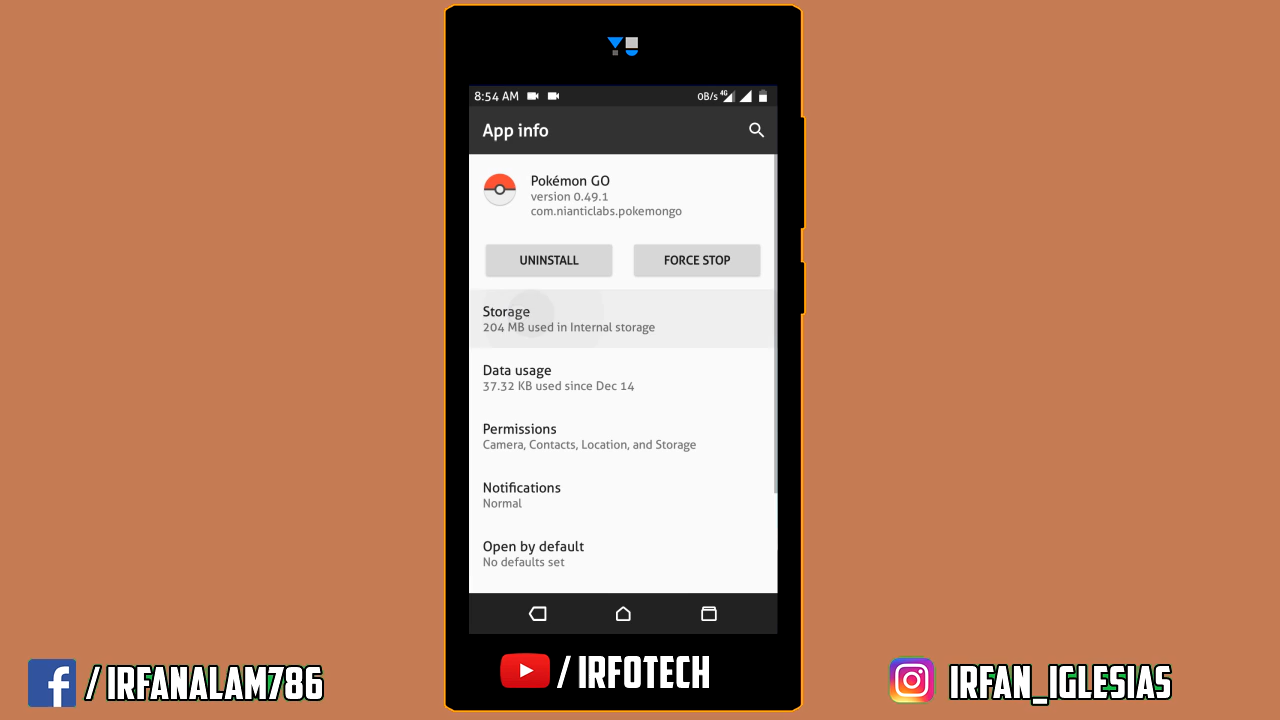 8:54 AM 0B/s 4G
App info
Pokémon GO
version 0.49.1
com.nianticlabs.pokemongo
UNINSTALL FORCE STOP
Storage
204 MB used in Internal storage
Data usage
37.32 KB used since Dec 14
Permissions
Camera, Contacts, Location, and Storage
Notifications
Normal
Open by default
No defaults set
/ IRFANALAM786
/ IRFOTECH
IRFAN_IGLESIAS